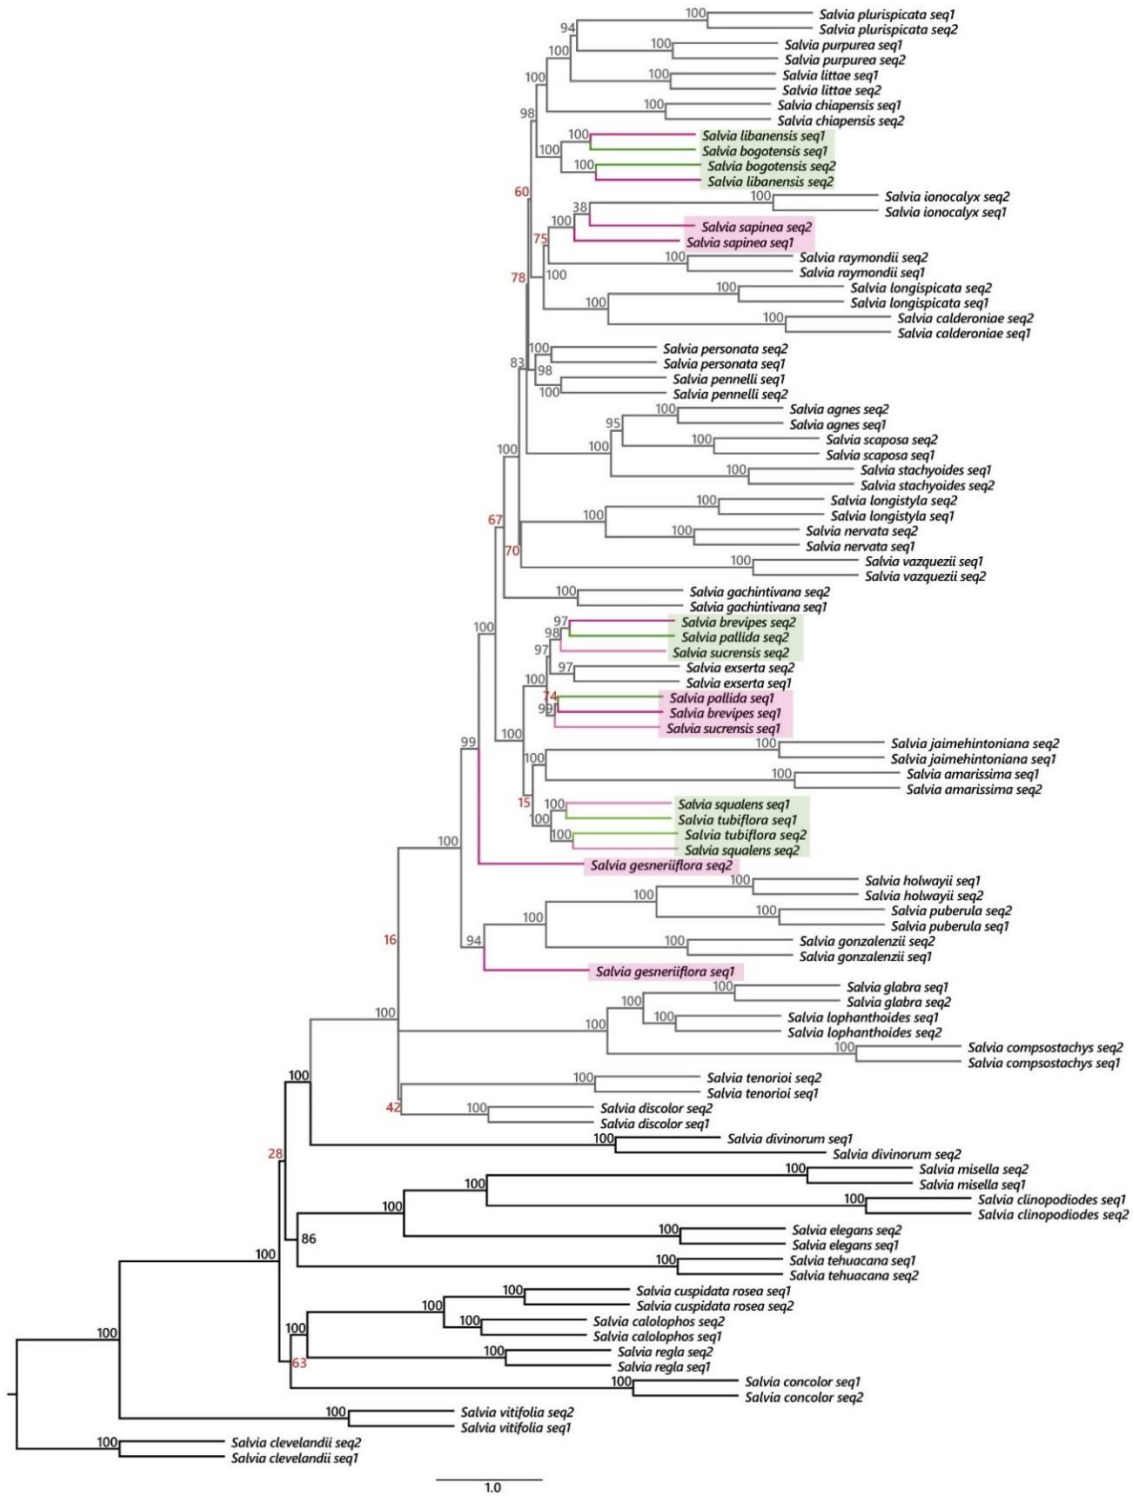 100 Salvia plurispicata seq1
Salvia plurispicata seq2
94
100 Salvia purpurea seq1
Salvia purpurea seq2
100
100 Salvia littae seq1
Salvia littae seq2
100
100 Salvia chiapensis seq1
Salvia chiapensis seq2
98
100 Salvia libanensis seq1
Salvia bogotensis seq1
100
100 Salvia bogotensis seq2
Salvia libanensis seq2
60
100 Salvia ionocalyx seq2
Salvia ionocalyx seq1
38
100 Salvia sapinea seq2
Salvia sapinea seq1
75
100 Salvia raymondii seq2
Salvia raymondii seq1
78
100
100 Salvia longispicata seq2
Salvia longispicata seq1
100
100 Salvia calderoniae seq2
Salvia calderoniae seq1
100 Salvia personata seq2
Salvia personata seq1
83
98
Salvia pennelli seq1
100 Salvia pennelli seq2
100 Salvia agnes seq2
Salvia agnes seq1
95
100 Salvia scaposa seq2
Salvia scaposa seq1
100
100
100 Salvia stachyoides seq1
Salvia stachyoides seq2
100 Salvia longistyla seq2
Salvia longistyla seq1
67
100
100 Salvia nervata seq2
Salvia nervata seq1
70
100 Salvia vazquezii seq1
Salvia vazquezii seq2
100 Salvia gachintivana seq2
Salvia gachintivana seq1
97 Salvia brevipes seq2
100
98 Salvia pallida seq2
97 Salvia sucrensis seq2
97 Salvia exserta seq2
100 Salvia exserta seq1
74 Salvia pallida seq1
99 Salvia brevipes seq1
Salvia sucrensis seq1
99
100
100 Salvia jaimehintoniana seq2
100 Salvia jaimehintoniana seq1
100 Salvia amarissima seq1
Salvia amarissima seq2
15
100 Salvia squalens seq1
100 Salvia tubiflora seq1
100 Salvia tubiflora seq2
100
Salvia squalens seq2
Salvia gesneriiflora seq2
100 Salvia holwayii seq1
100
Salvia holwayii seq2
100
100 Salvia puberula seq2
Salvia puberula seq1
16
94
100 Salvia gonzalenzii seq2
Salvia gonzalenzii seq1
Salvia gesneriiflora seq1
100 Salvia glabra seq1
100
Salvia glabra seq2
100
100
100 Salvia lophanthoides seq1
Salvia lophanthoides seq2
100 Salvia compsostachys seq2
Salvia compsostachys seq1
100
100 Salvia tenorioi seq2
Salvia tenorioi seq1
42
100 Salvia discolor seq2
Salvia discolor seq1
100 Salvia divinorum seq1
Salvia divinorum seq2
28
100 Salvia misella seq2
100
Salvia misella seq1
100
100 Salvia clinopodiodes seq1
Salvia clinopodiodes seq2
86
100 Salvia elegans seq2
Salvia elegans seq1
100
100 Salvia tehuacana seq1
Salvia tehuacana seq2
100 Salvia cuspidata rosea seq1
100
Salvia cuspidata rosea seq2
100
100
100 Salvia calolophos seq2
Salvia calolophos seq1
63
100 Salvia regla seq2
Salvia regla seq1
100 Salvia concolor seq1
Salvia concolor seq2
100 Salvia vitifolia seq2
Salvia vitifolia seq1
100 Salvia clevelandii seq2
Salvia clevelandii seq1
1.0